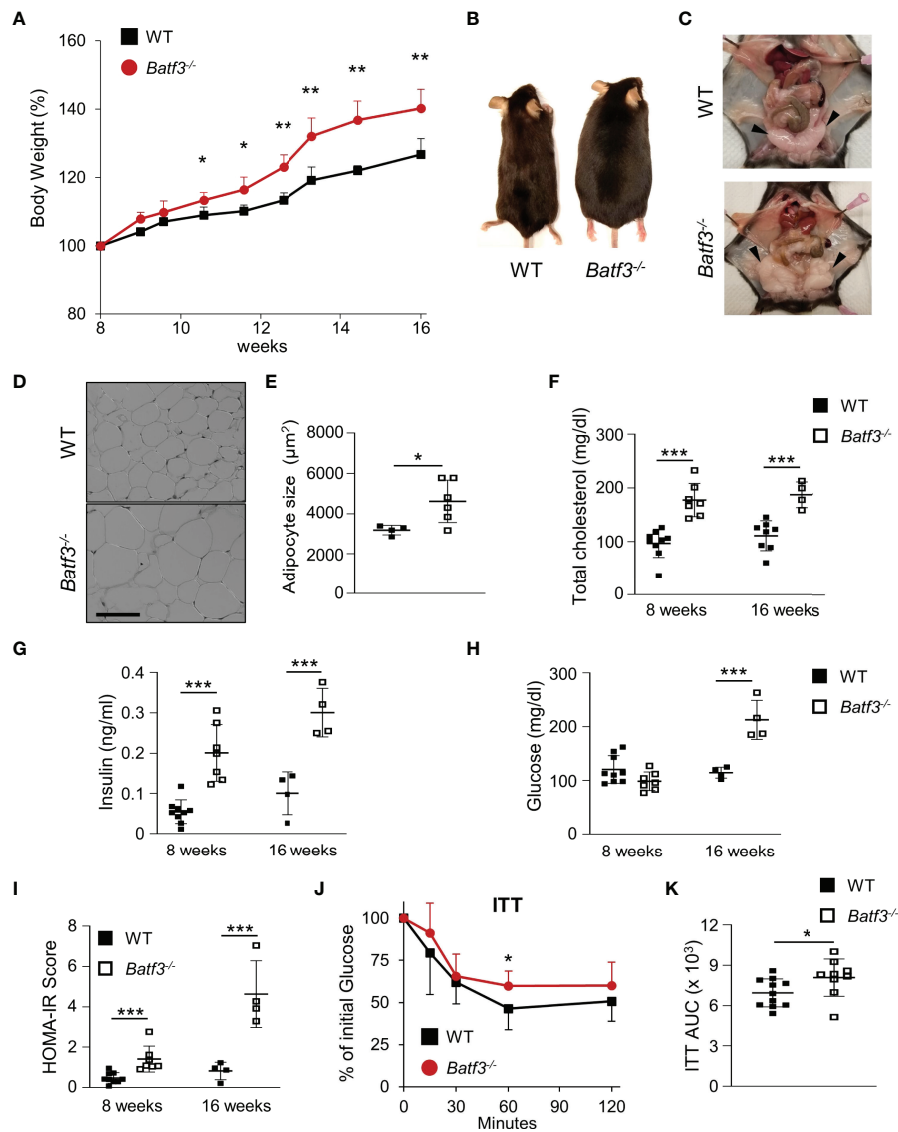 A
WT
Batf3-/-
160
140
120
100
80
Body Weight (%)
* * ** ** ** **
8 10 12 14 16
weeks
B
WT Batf3-/-
C
WT
Batf3-/-
D
WT
Batf3-/-
E
Adipocyte size (µm²)
8000
6000
4000
2000
0
*
F
WT
Batf3-/-
Total cholesterol (mg/dl)
300
200
100
0
*** ***
8 weeks 16 weeks
G
Insulin (ng/ml)
0.4
0.3
0.2
0.1
0
*** ***
8 weeks 16 weeks
H
WT
Batf3-/-
Glucose (mg/dl)
300
200
100
0
***
8 weeks 16 weeks
I
WT
Batf3-/-
HOMA-IR Score
8
6
4
2
0
*** ***
8 weeks 16 weeks
J
ITT
% of initial Glucose
100
75
50
25
0
*
WT
Batf3-/-
0 30 60 90 120
Minutes
K
WT
Batf3-/-
ITT AUC (x 10³)
12
9
6
3
0
*